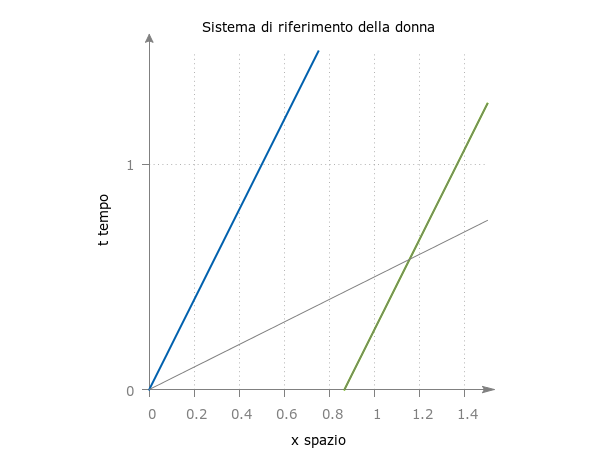 Sistema di riferimento della donna
1
t tempo
0
0 0.2 0.4 0.6 0.8 1 1.2 1.4
x spazio